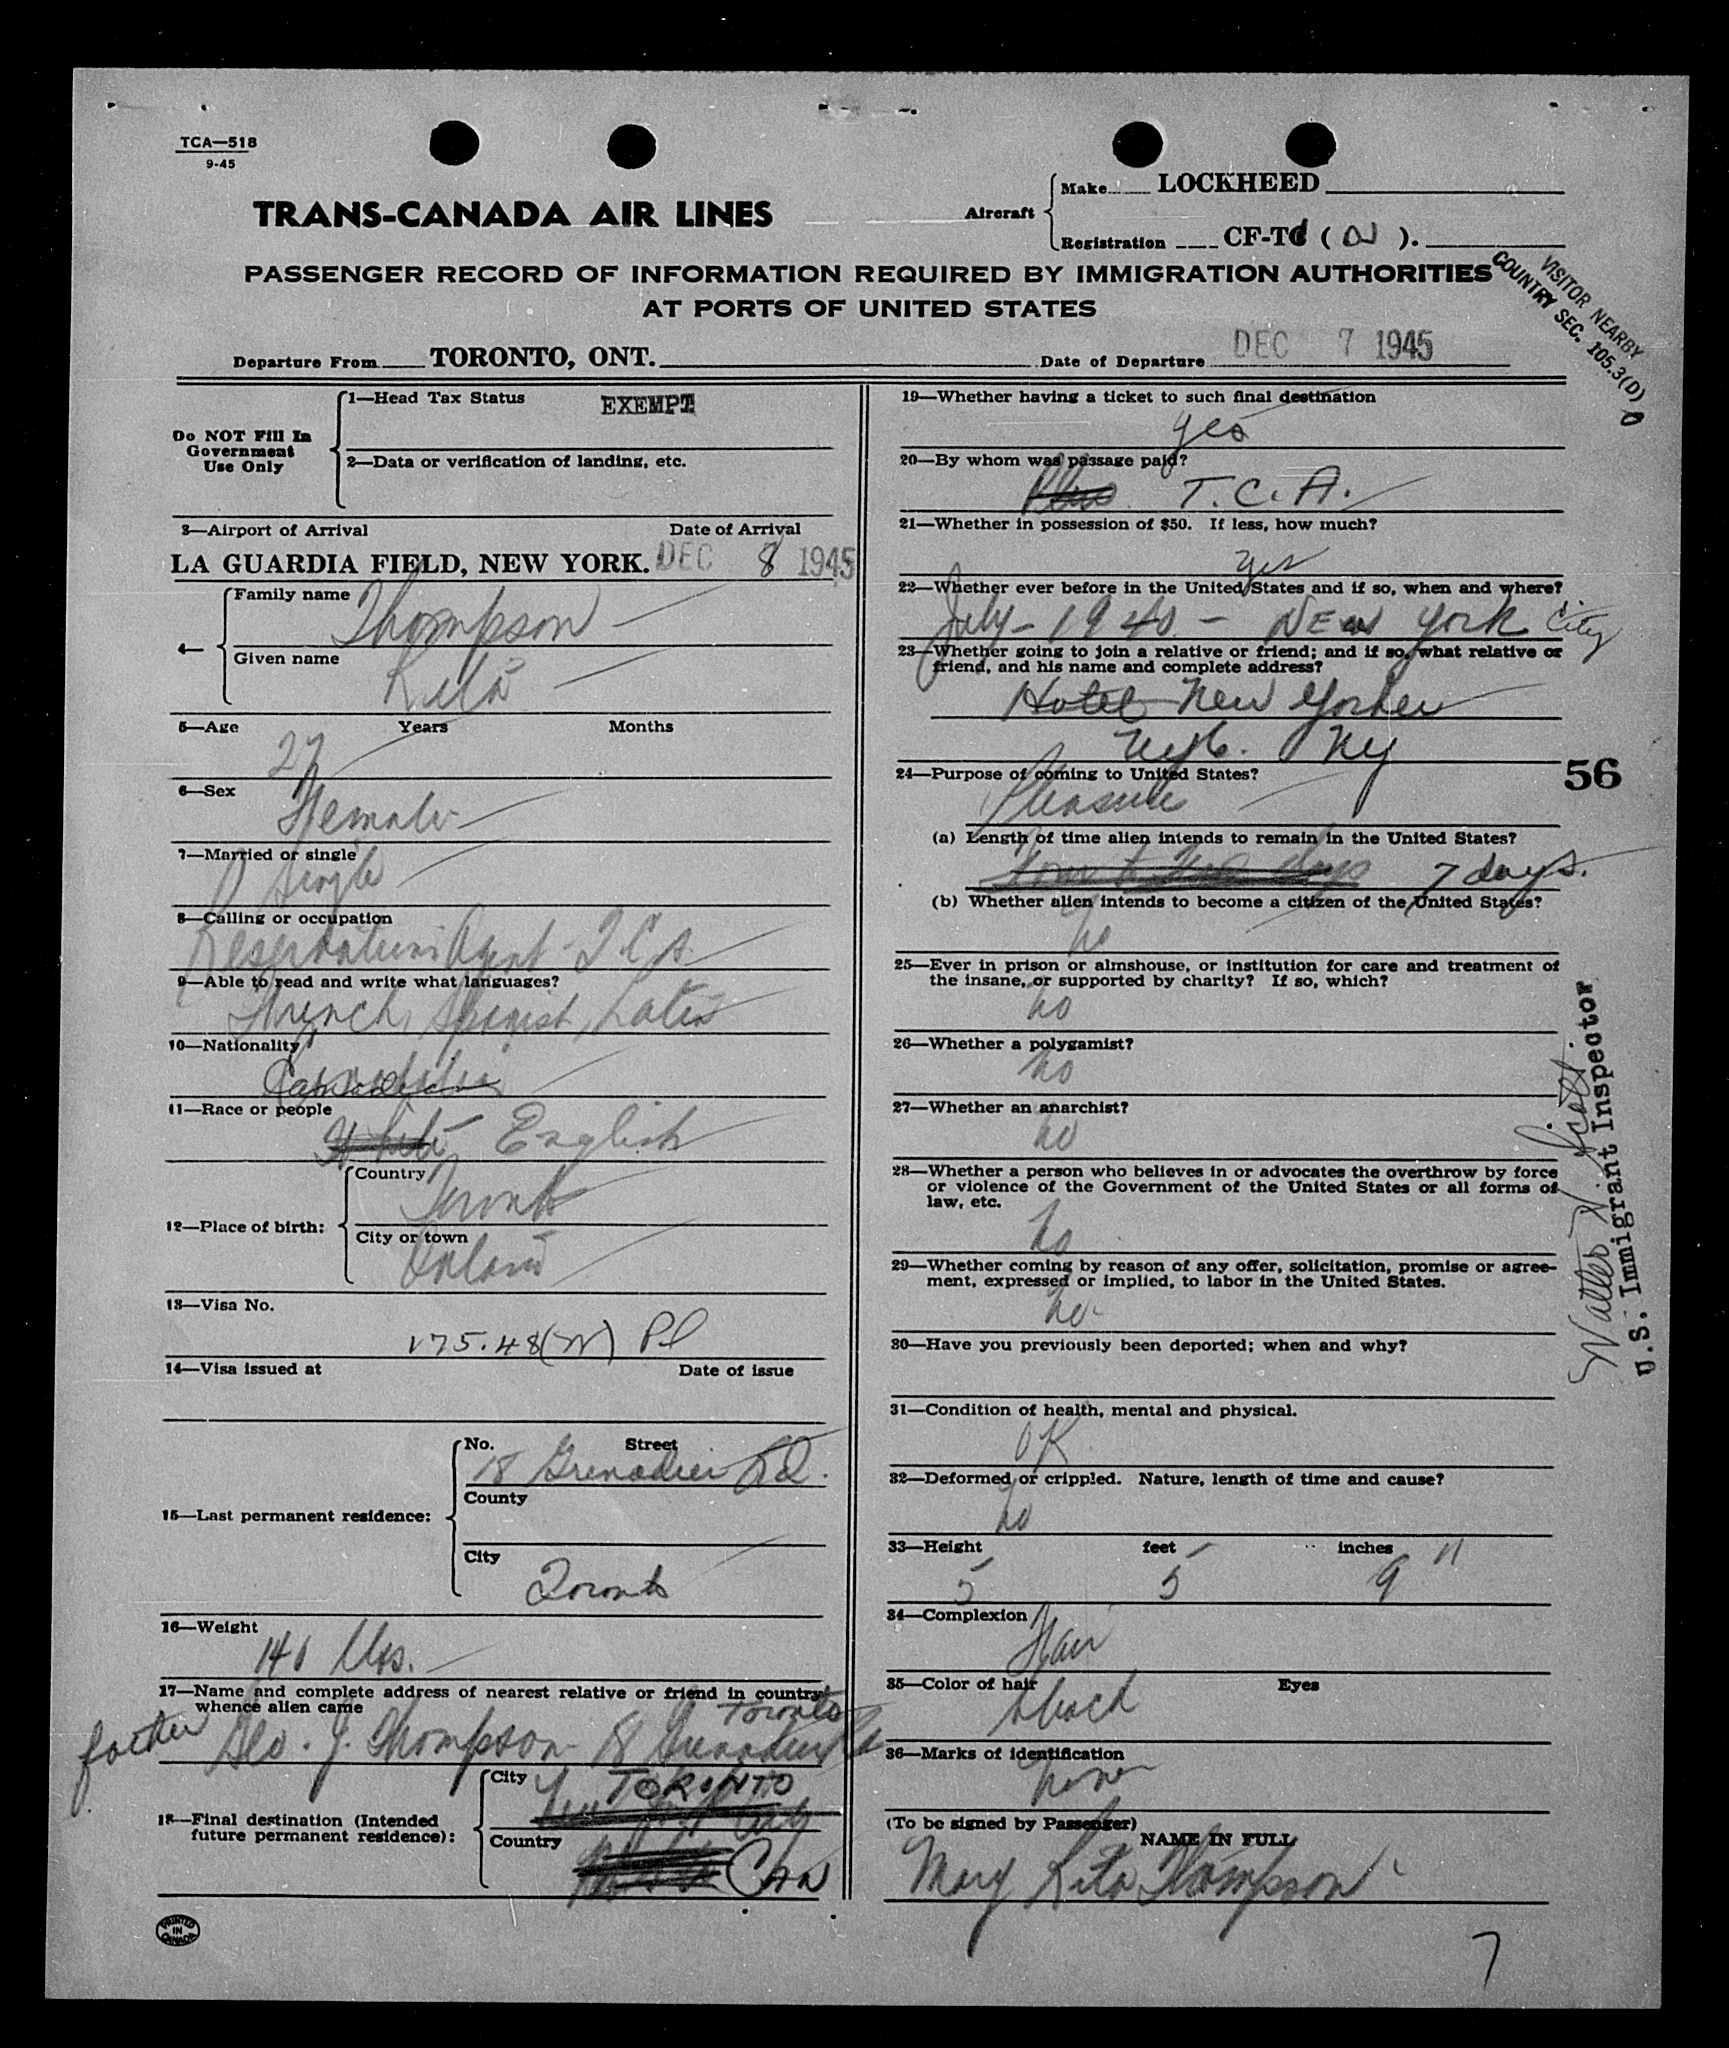 TCA—518
9-45
TRANS-CANADA AIR LINES
Aircraft
Make LOCKHEED
Registration CF-TC ( N ).
PASSENGER RECORD OF INFORMATION REQUIRED BY IMMIGRATION AUTHORITIES
AT PORTS OF UNITED STATES
VISITOR NEARBY
COUNTRY SEC. 105.3(D)
Departure From TORONTO, ONT. Date of Departure DEC 7 1945
Do NOT Fill In
Government
Use Only
1—Head Tax Status EXEMPT
2—Data or verification of landing, etc.
3—Airport of Arrival Date of Arrival
LA GUARDIA FIELD, NEW YORK. DEC 8 1945
4—
Family name Thompson
Given name Rita
5—Age Years Months
27
6—Sex
Female
7—Married or single
Single
8—Calling or occupation
Reservations Agent T.C.A.
9—Able to read and write what languages?
French, Spanish, Latin
10—Nationality
Canadian
11—Race or people
White English
12—Place of birth:
Country
Toronto
City or town
Ontario
13—Visa No.
175.48(W) Pl
14—Visa issued at Date of issue
15—Last permanent residence:
No. Street
18 Grenadier Rd.
County
City
Toronto
16—Weight
140 lbs.
17—Name and complete address of nearest relative or friend in country
whence alien came
Toronto
father Geo. J. Thompson 18 Grenadier Rd
18—Final destination (Intended
future permanent residence):
City TORONTO
New York City
Country
Can
PRINTED
IN
CANADA
19—Whether having a ticket to such final destination
yes
20—By whom was passage paid?
T.C.A.
21—Whether in possession of $50. If less, how much?
yes
22—Whether ever before in the United States and if so, when and where?
July - 1940 - New York City
23—Whether going to join a relative or friend; and if so, what relative or
friend, and his name and complete address?
Hotel New Yorker
NYC. NY
24—Purpose of coming to United States?
Pleasure
56
(a) Length of time alien intends to remain in the United States?
Four to five days 7 days.
(b) Whether alien intends to become a citizen of the United States?
no
25—Ever in prison or almshouse, or institution for care and treatment of
the insane, or supported by charity? If so, which?
no
26—Whether a polygamist?
no
27—Whether an anarchist?
no
28—Whether a person who believes in or advocates the overthrow by force
or violence of the Government of the United States or all forms of
law, etc.
no
29—Whether coming by reason of any offer, solicitation, promise or agree-
ment, expressed or implied, to labor in the United States.
no
30—Have you previously been deported; when and why?
31—Condition of health, mental and physical.
OK
32—Deformed or crippled. Nature, length of time and cause?
no
33—Height feet inches
5 5 9"
34—Complexion
Fair
35—Color of hair Eyes
black
36—Marks of identification
none
(To be signed by Passenger)
NAME IN FULL
Mary Rita Thompson
7
Walter
U.S. Immigrant Inspector